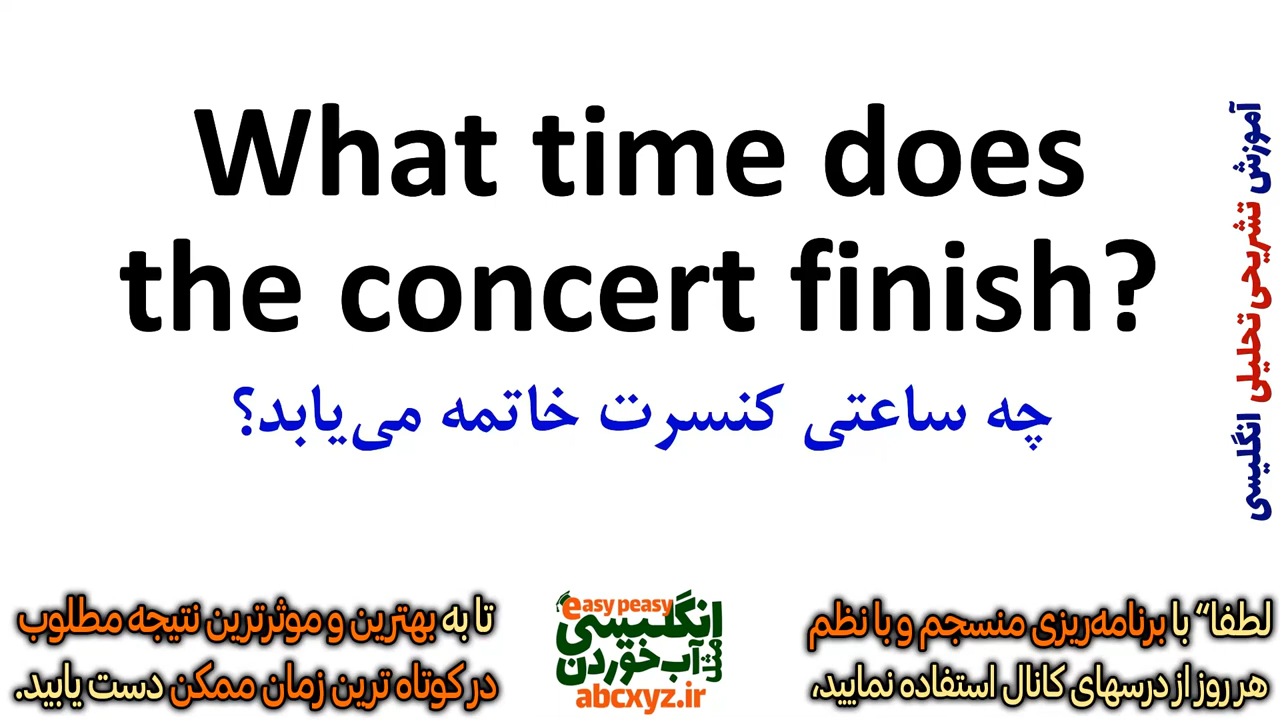 What time does
the concert finish?
چه ساعتی کنسرت خاتمه می‌یابد؟
آموزش تشریحی تحلیلی انگلیسی
لطفا“ با برنامه‌ریزی منسجم و با نظم
هر روز از درسهای کانال استفاده نمایید،
easy peasy
انگلیسی
مثل آب خوردن
abcxyz.ir
تا به بهترین و موثرترین نتیجه مطلوب
در کوتاه ترین زمان ممکن دست یابید.